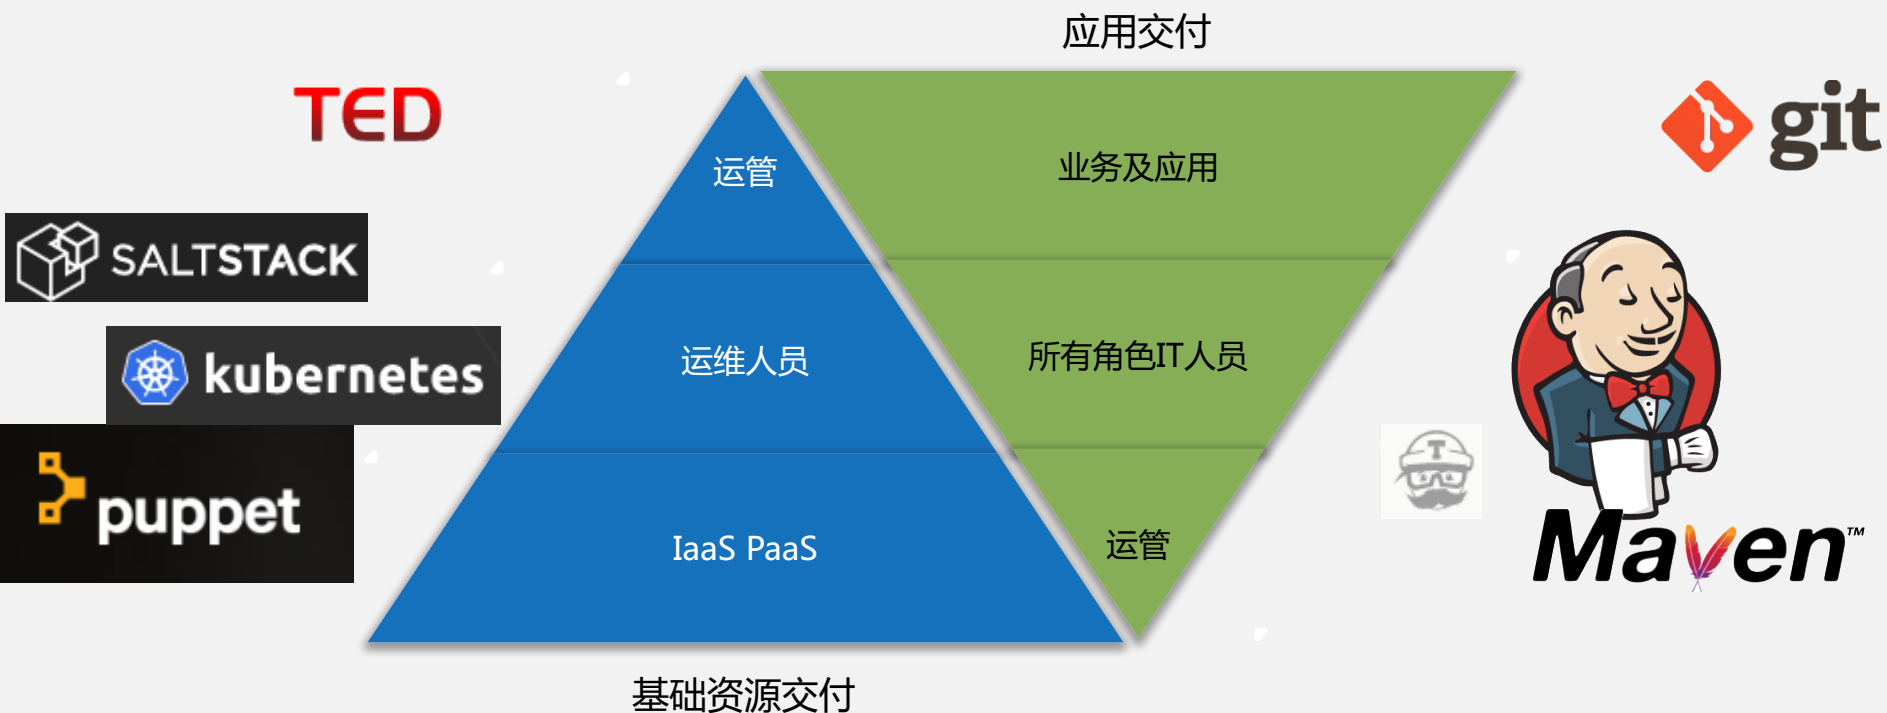 应用交付
TED
git
运管
业务及应用
SALTSTACK
运维人员
所有角色IT人员
kubernetes
T
puppet
IaaS PaaS
运管
Maven™
基础资源交付